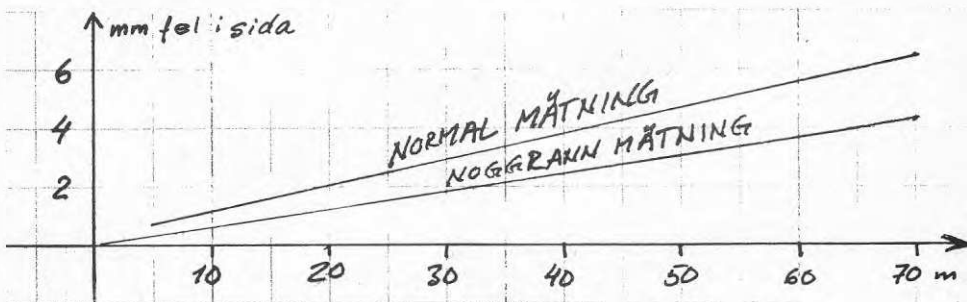 mm fel i sida
6
4
2
NORMAL MÄTNING
NOGGRANN MÄTNING
10 20 30 40 50 60 70 m